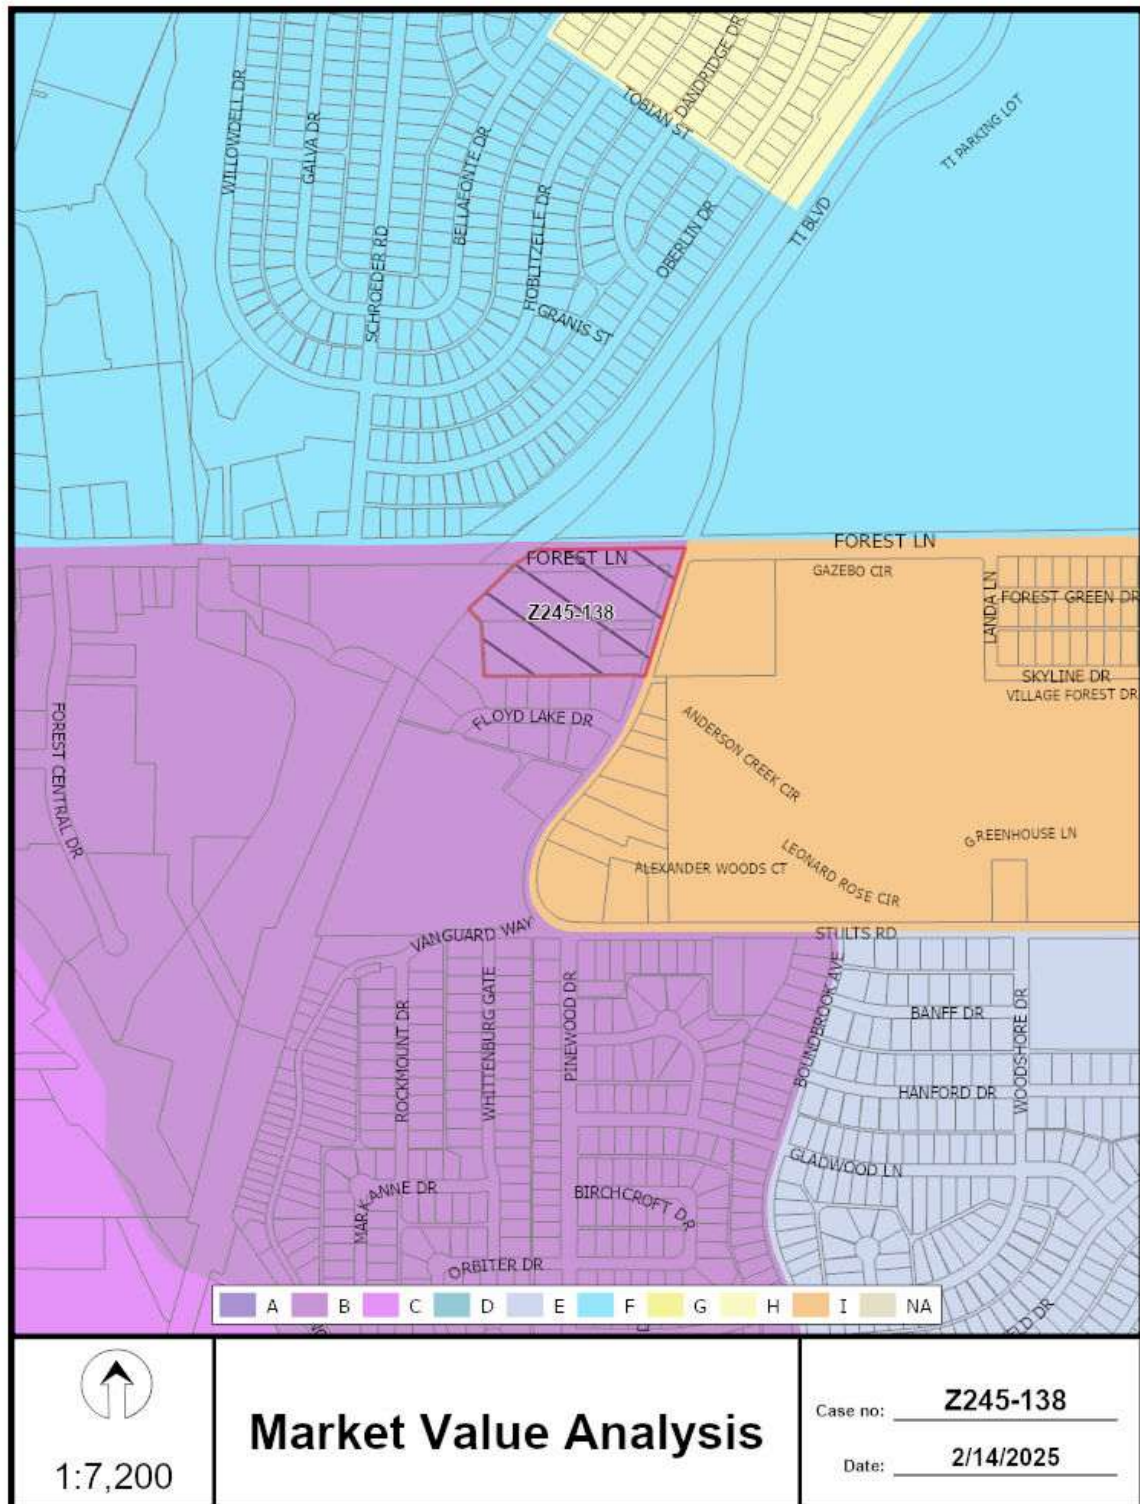 DANDRIDGE DR
TOBIAN ST
TI PARKING LOT
WILLOWDELL DR
GALVA DR
BELLAFONTE DR
HOBLITZELLE DR
OBERLIN DR
TI BLVD
SCHROEDER RD
GRANIS ST
FOREST LN
FOREST LN
GAZEBO CIR
LANDA LN
FOREST GREEN DR
Z245-138
SKYLINE DR
VILLAGE FOREST DR
FLOYD LAKE DR
FOREST CENTRAL DR
ANDERSON CREEK CIR
GREENHOUSE LN
ALEXANDER WOODS CT
LEONARD ROSE CIR
VANGUARD WAY
STULTS RD
ROCKMOUNT DR
WHITTENBURG GATE
PINEWOOD DR
BOUNDBROOK AVE
BANFF DR
WOODSHORE DR
HANFORD DR
GLADWOOD LN
MARK
ANNE DR
BIRCHCROFT DR
ORBITER DR
ELD DR
A B C D E F G H I NA
1:7,200
Market Value Analysis
Case no: Z245-138
Date: 2/14/2025